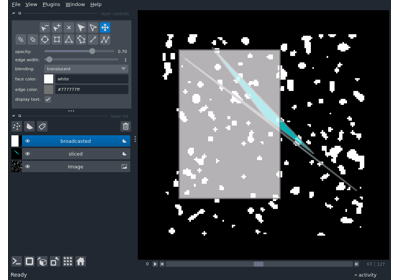 File View Plugins Window Help
opacity: 0.70
edge width: 1
blending: translucent
face color: white
edge color: #777777ff
display text: ✓
broadcasted
sliced
Image
0
Ready
activity